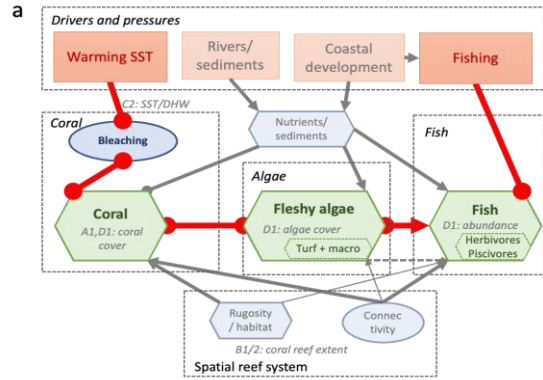 a
Drivers and pressures
Warming SST
Rivers/
sediments
Coastal
development
Fishing
C2: SST/DHW
Coral
Bleaching
Nutrients/
sediments
Fish
Algae
Coral
A1,D1: coral
cover
Fleshy algae
D1: algae cover
Turf + macro
Fish
D1: abundance
Herbivores
Piscivores
Rugosity
/ habitat
Connec
tivity
B1/2: coral reef extent
Spatial reef system